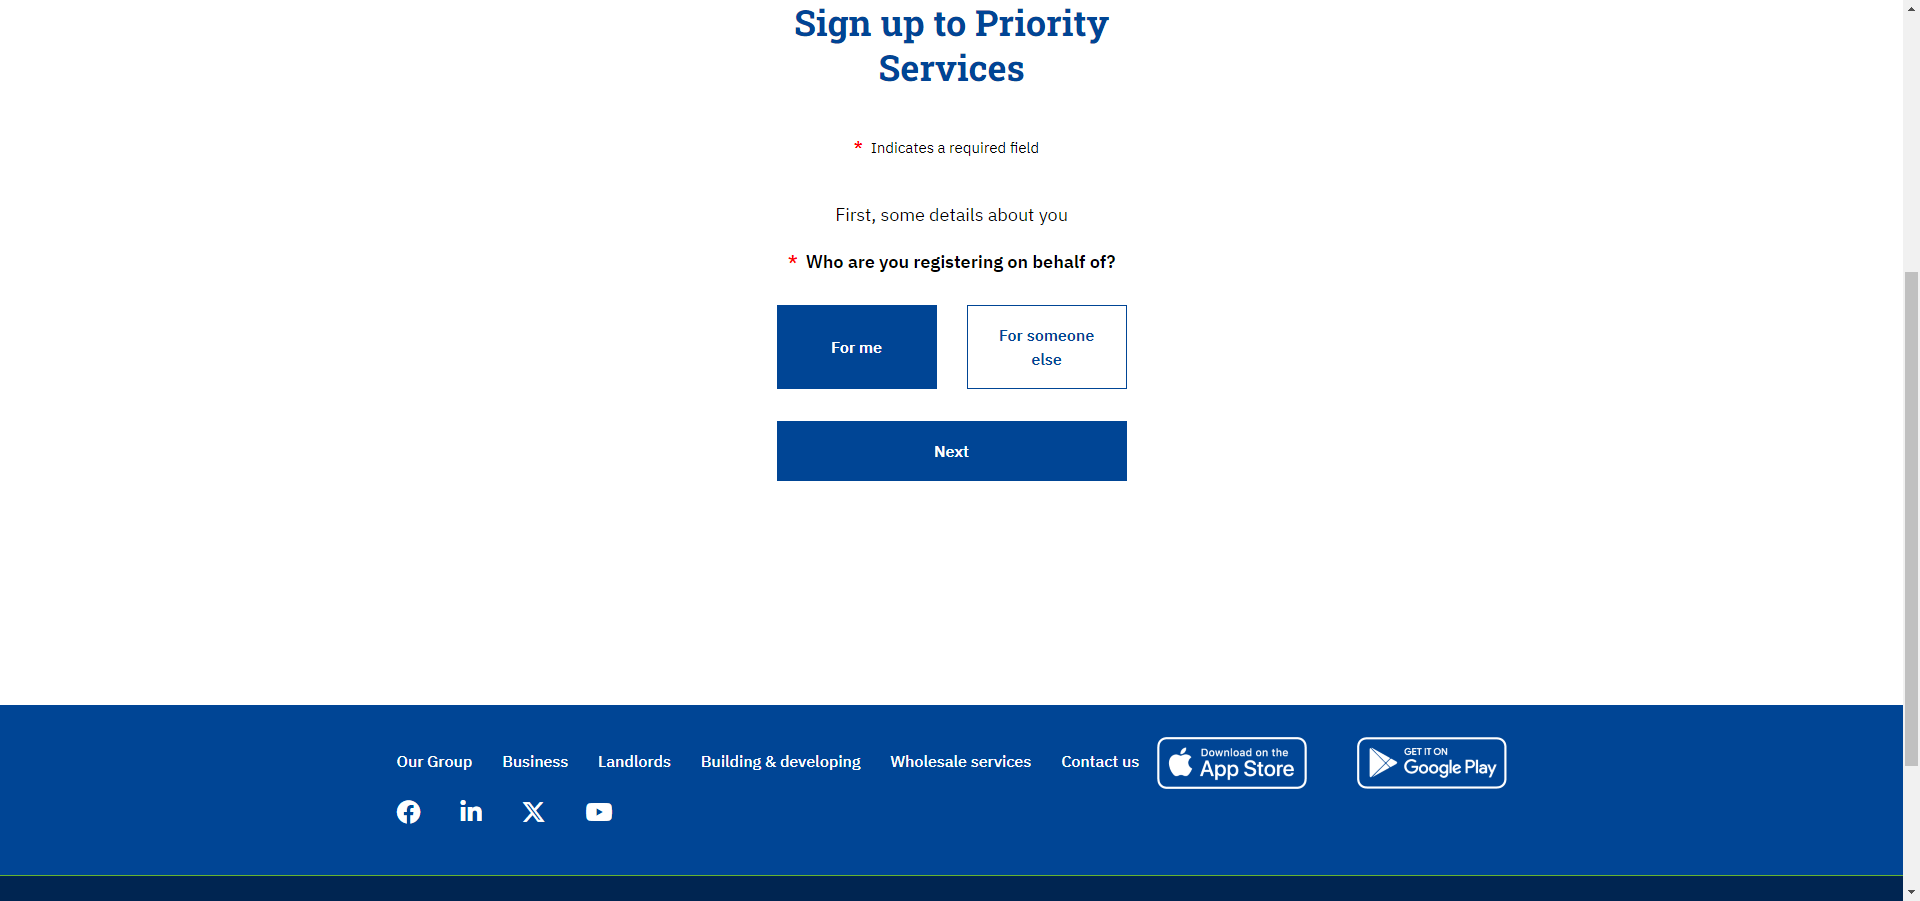 Sign up to Priority
Services
* Indicates a required field
First, some details about you
* Who are you registering on behalf of?
For me
For someone
else
Next
Our Group
Business
Landlords
Building & developing
Wholesale services
Contact us
Download on the
App Store
GET IT ON
Google Play